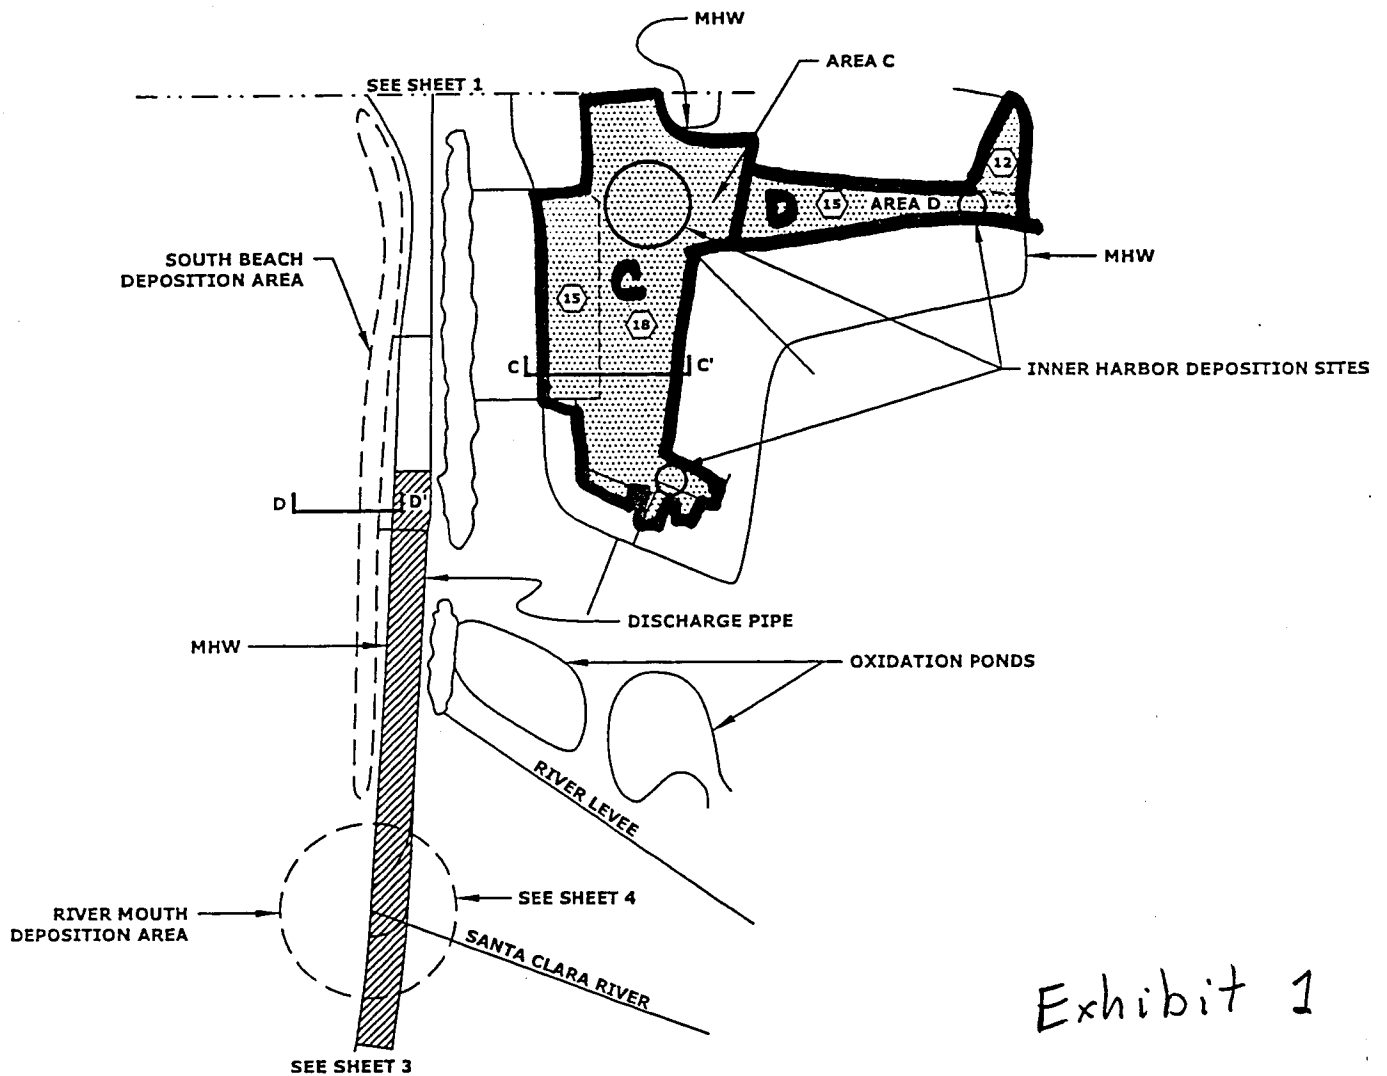 MHW
AREA C
SEE SHEET 1
12
D
15
AREA D
SOUTH BEACH
DEPOSITION AREA
MHW
C
15
18
C
C'
INNER HARBOR DEPOSITION SITES
D
D'
DISCHARGE PIPE
MHW
OXIDATION PONDS
RIVER LEVEE
SEE SHEET 4
RIVER MOUTH
DEPOSITION AREA
SANTA CLARA RIVER
Exhibit 1
SEE SHEET 3